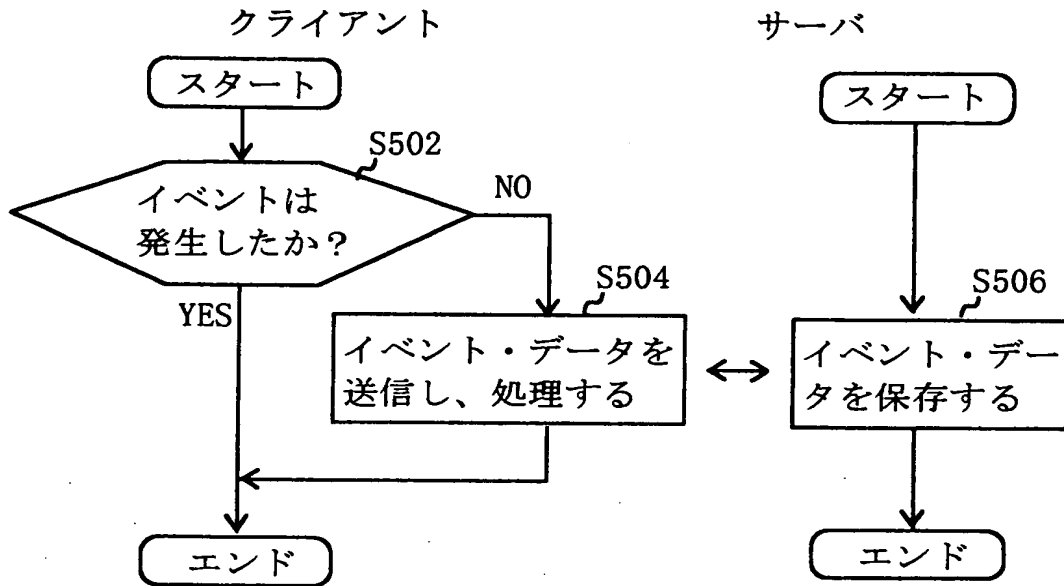 クライアント
サーバ
スタート
スタート
S502
イベントは
発生したか？
NO
YES
S504
S506
イベント・データを
送信し、処理する
イベント・デー
タを保存する
エンド
エンド